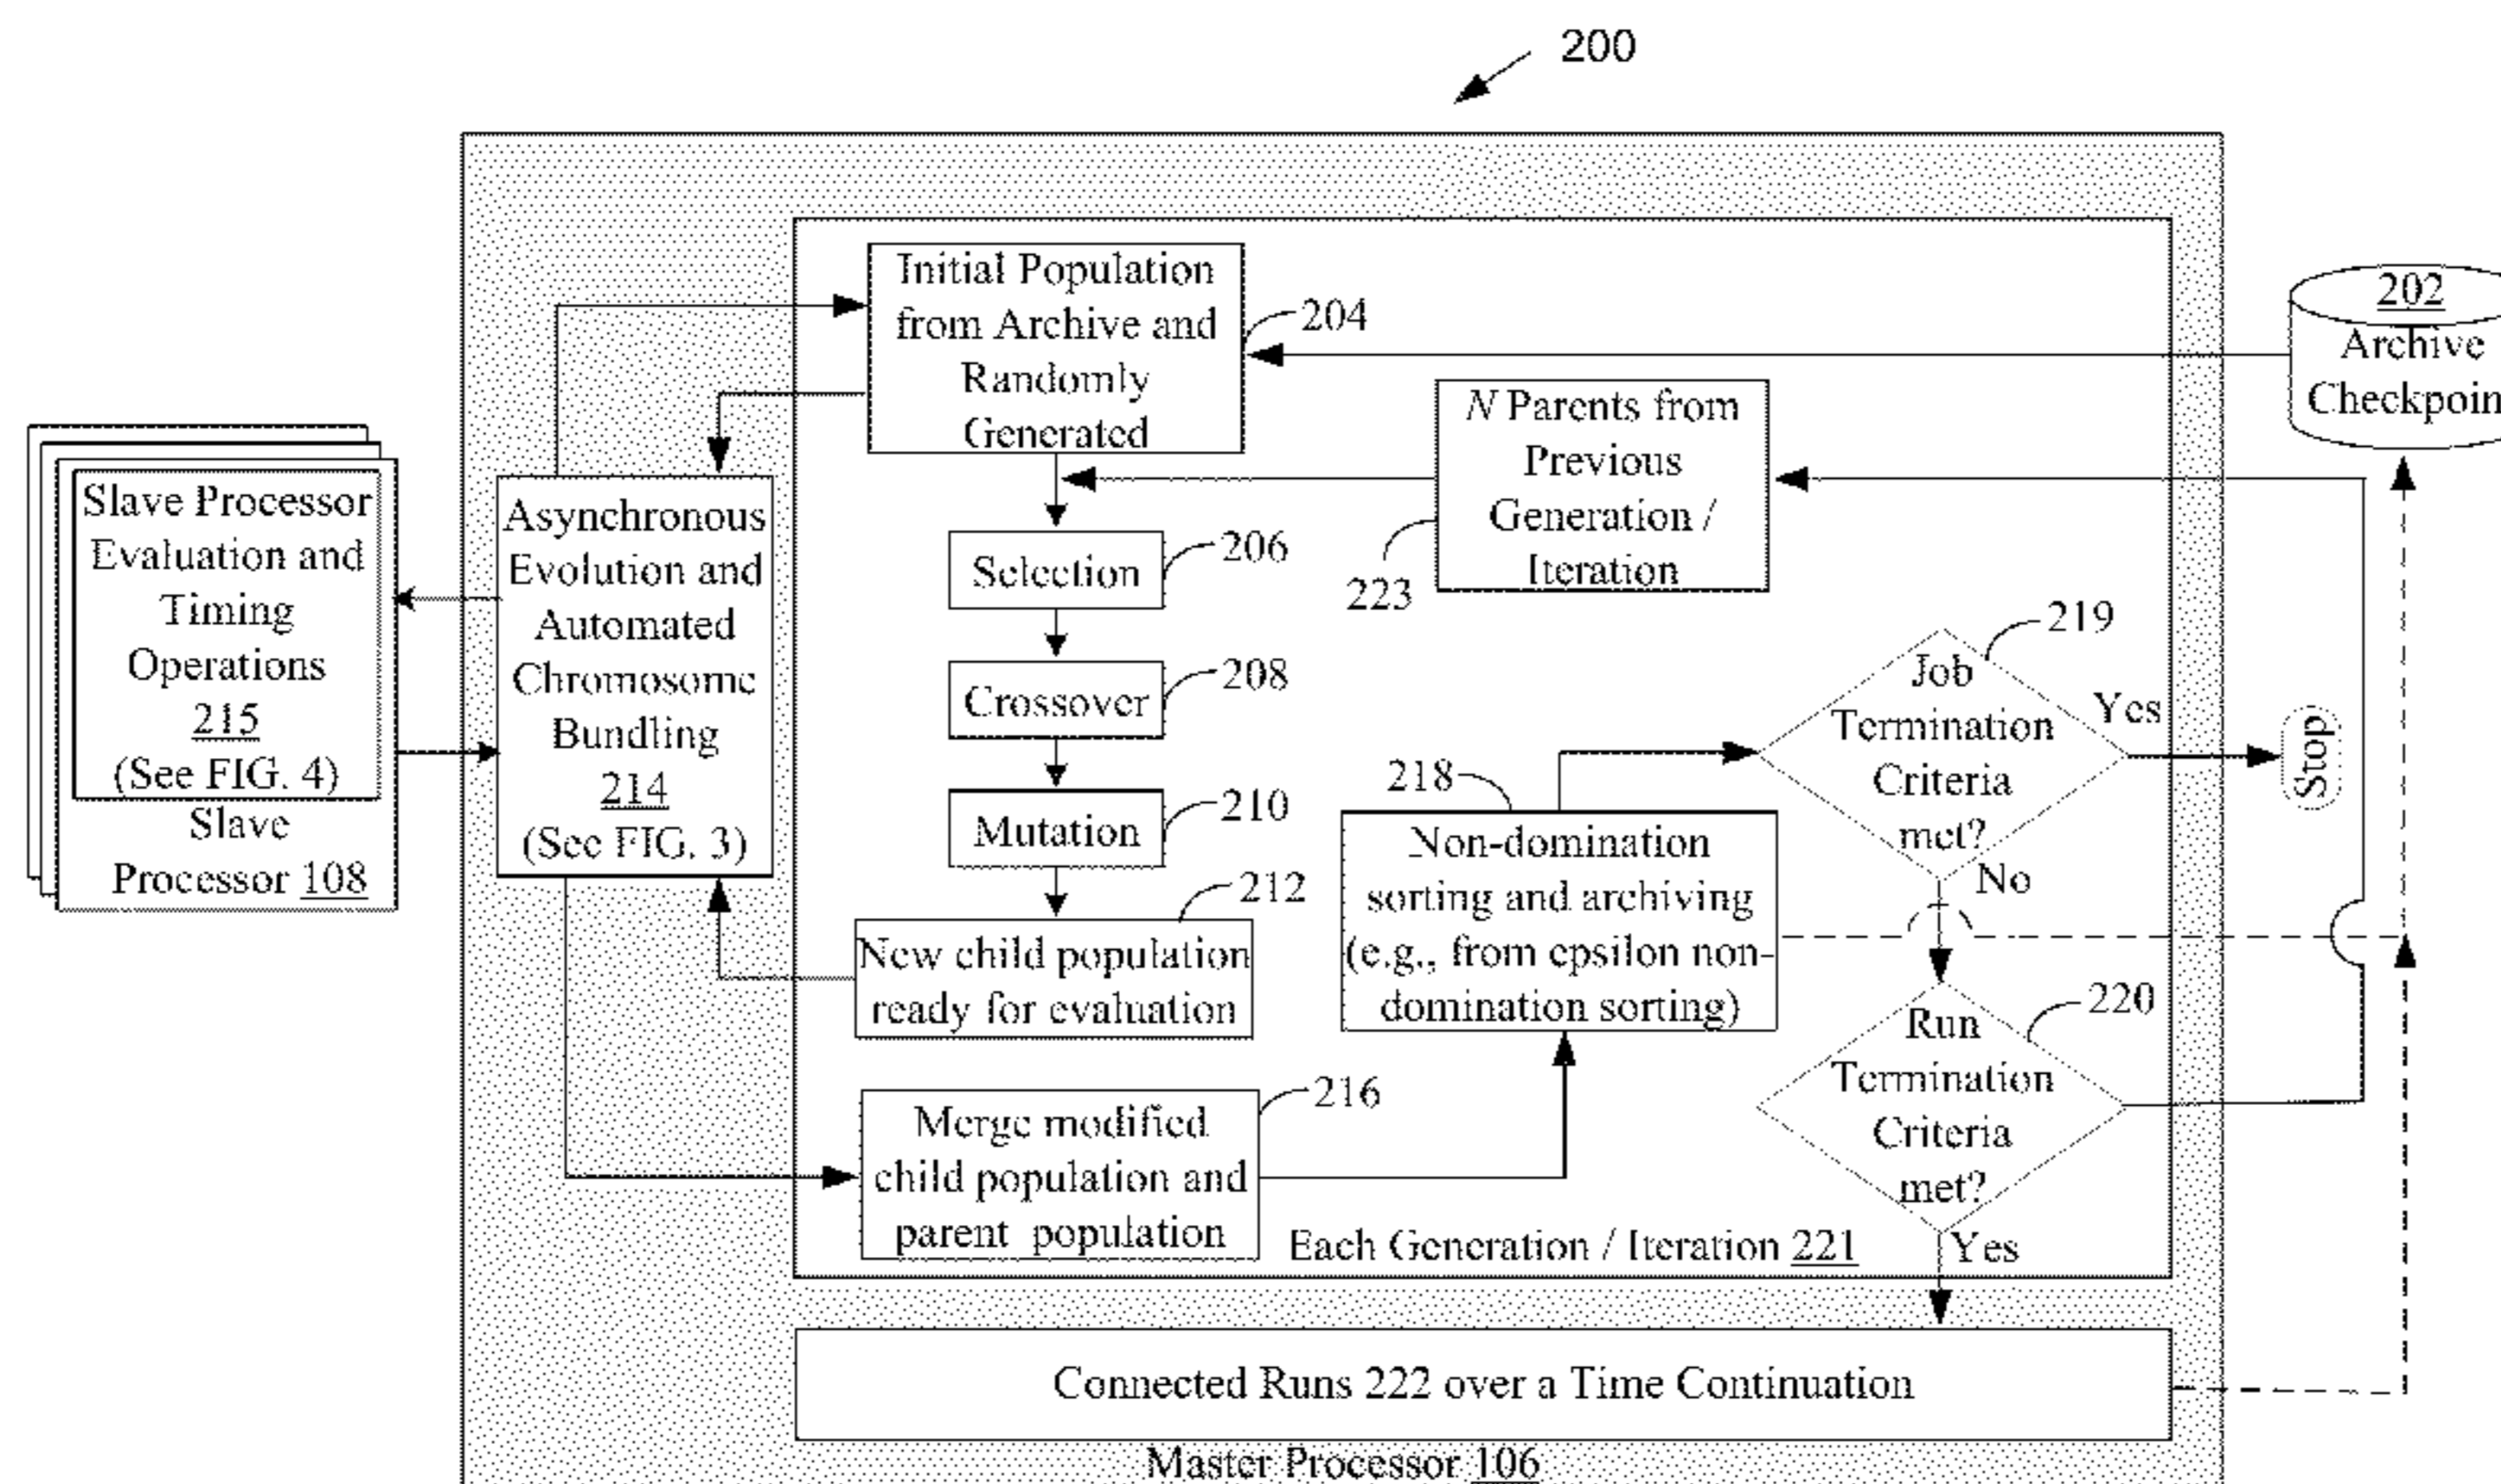 200
Initial Population
from Archive and
Randomly
Generated
204
202
Archive
Checkpoin
N Parents from
Previous
Generation /
Iteration
223
Slave Processor
Evaluation and
Timing
Operations
215
(See FIG. 4)
Slave
Processor 108
Asynchronous
Evolution and
Automated
Chromosome
Bundling
214
(See FIG. 3)
Selection
206
Crossover
208
Mutation
210
New child population
ready for evaluation
212
Merge modified
child population and
parent population
216
Non-domination
sorting and archiving
(e.g., from epsilon non-
domination sorting)
218
Job
Termination
Criteria
met?
219
Yes
Stop
No
Run
Termination
Criteria
met?
220
Yes
Each Generation / Iteration 221
Connected Runs 222 over a Time Continuation
Master Processor 106